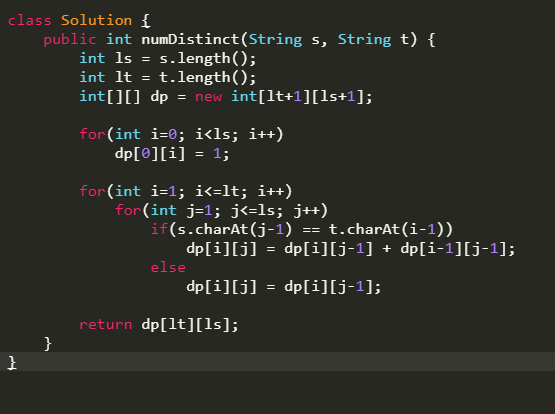 class Solution {
    public int numDistinct(String s, String t) {
        int ls = s.length();
        int lt = t.length();
        int[][] dp = new int[lt+1][ls+1];
        for(int i=0; i<ls; i++)
            dp[0][i] = 1;
        for(int i=1; i<=lt; i++)
            for(int j=1; j<=ls; j++)
                if(s.charAt(j-1) == t.charAt(i-1))
                    dp[i][j] = dp[i][j-1] + dp[i-1][j-1];
                else
                    dp[i][j] = dp[i][j-1];
        return dp[lt][ls];
    }
}